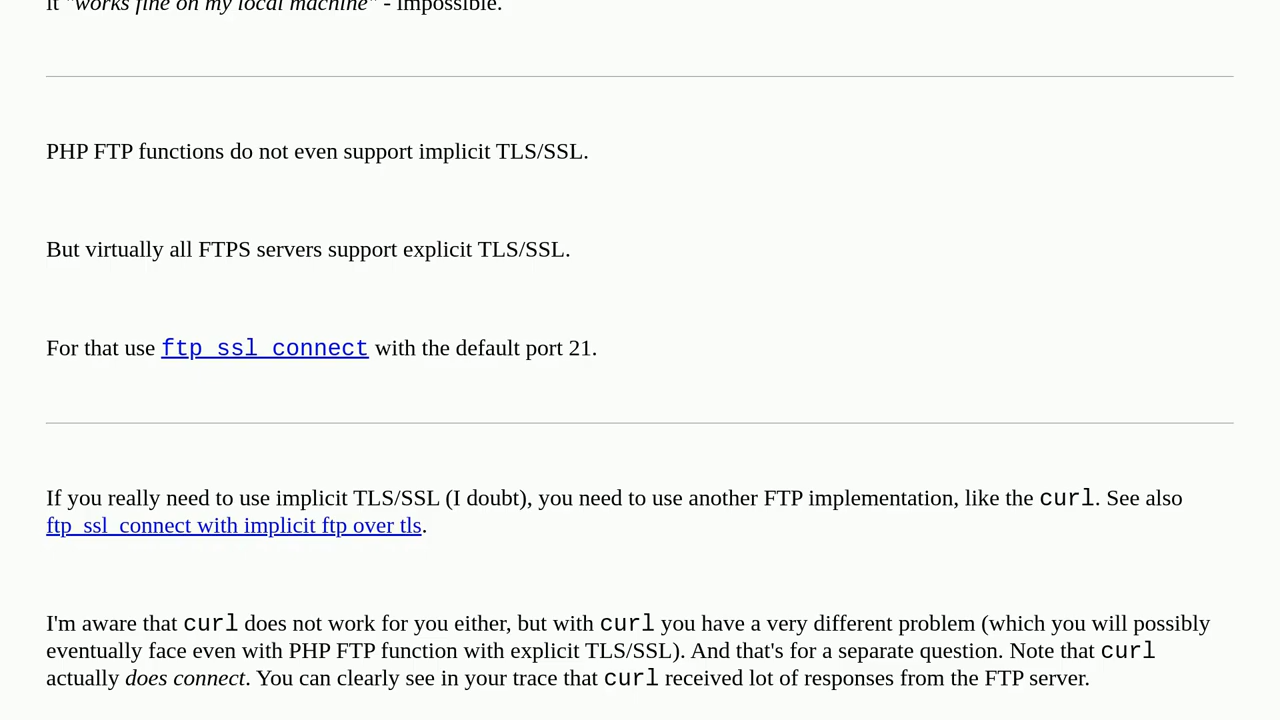 it "works fine on my local machine" - impossible.
PHP FTP functions do not even support implicit TLS/SSL.
But virtually all FTPS servers support explicit TLS/SSL.
For that use ftp_ssl_connect with the default port 21.
If you really need to use implicit TLS/SSL (I doubt), you need to use another FTP implementation, like the curl. See also
ftp_ssl_connect with implicit ftp over tls.
I'm aware that curl does not work for you either, but with curl you have a very different problem (which you will possibly
eventually face even with PHP FTP function with explicit TLS/SSL). And that's for a separate question. Note that curl
actually does connect. You can clearly see in your trace that curl received lot of responses from the FTP server.